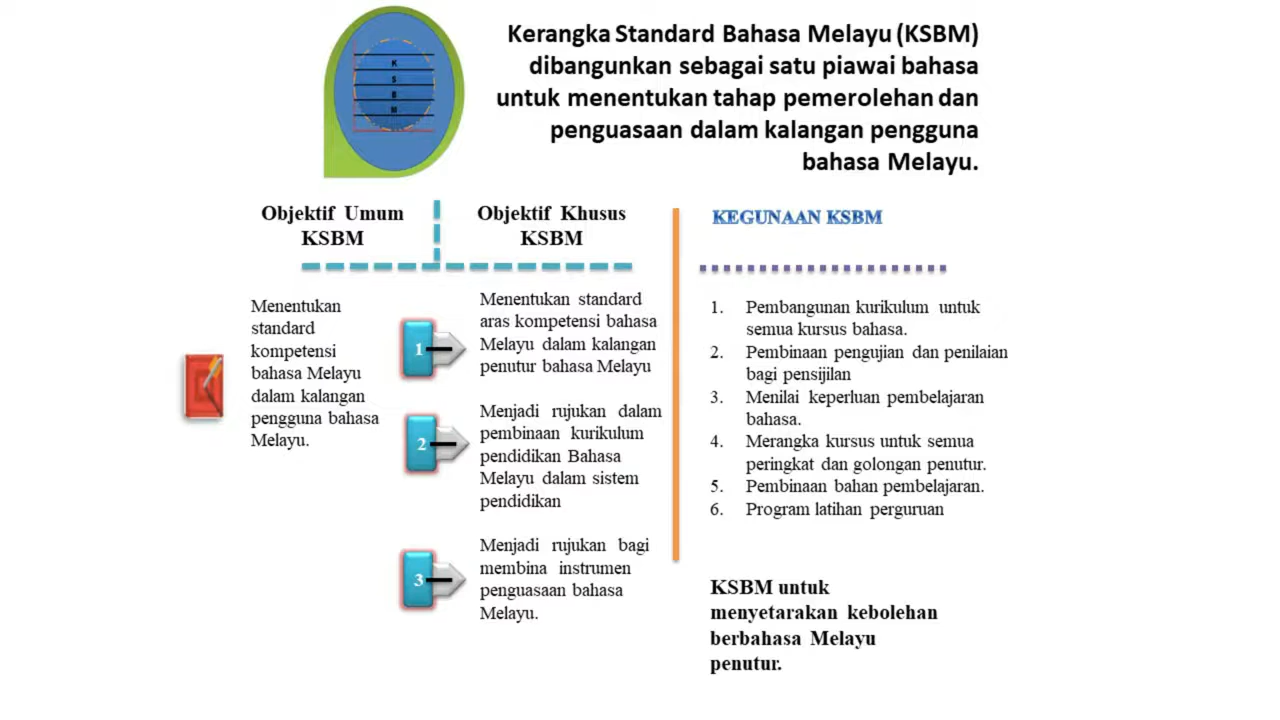 K
S
B
M
Kerangka Standard Bahasa Melayu (KSBM)
dibangunkan sebagai satu piawai bahasa
untuk menentukan tahap pemerolehan dan
penguasaan dalam kalangan pengguna
bahasa Melayu.
Objektif Umum
KSBM
Menentukan
standard
kompetensi
bahasa Melayu
dalam kalangan
pengguna bahasa
Melayu.
Objektif Khusus
KSBM
1
Menentukan standard
aras kompetensi bahasa
Melayu dalam kalangan
penutur bahasa Melayu
2
Menjadi rujukan dalam
pembinaan kurikulum
pendidikan Bahasa
Melayu dalam sistem
pendidikan
3
Menjadi rujukan bagi
membina instrumen
penguasaan bahasa
Melayu.
KEGUNAAN KSBM
1. Pembangunan kurikulum untuk
semua kursus bahasa.
2. Pembinaan pengujian dan penilaian
bagi pensijilan
3. Menilai keperluan pembelajaran
bahasa.
4. Merangka kursus untuk semua
peringkat dan golongan penutur.
5. Pembinaan bahan pembelajaran.
6. Program latihan perguruan
KSBM untuk
menyetarakan kebolehan
berbahasa Melayu
penutur.